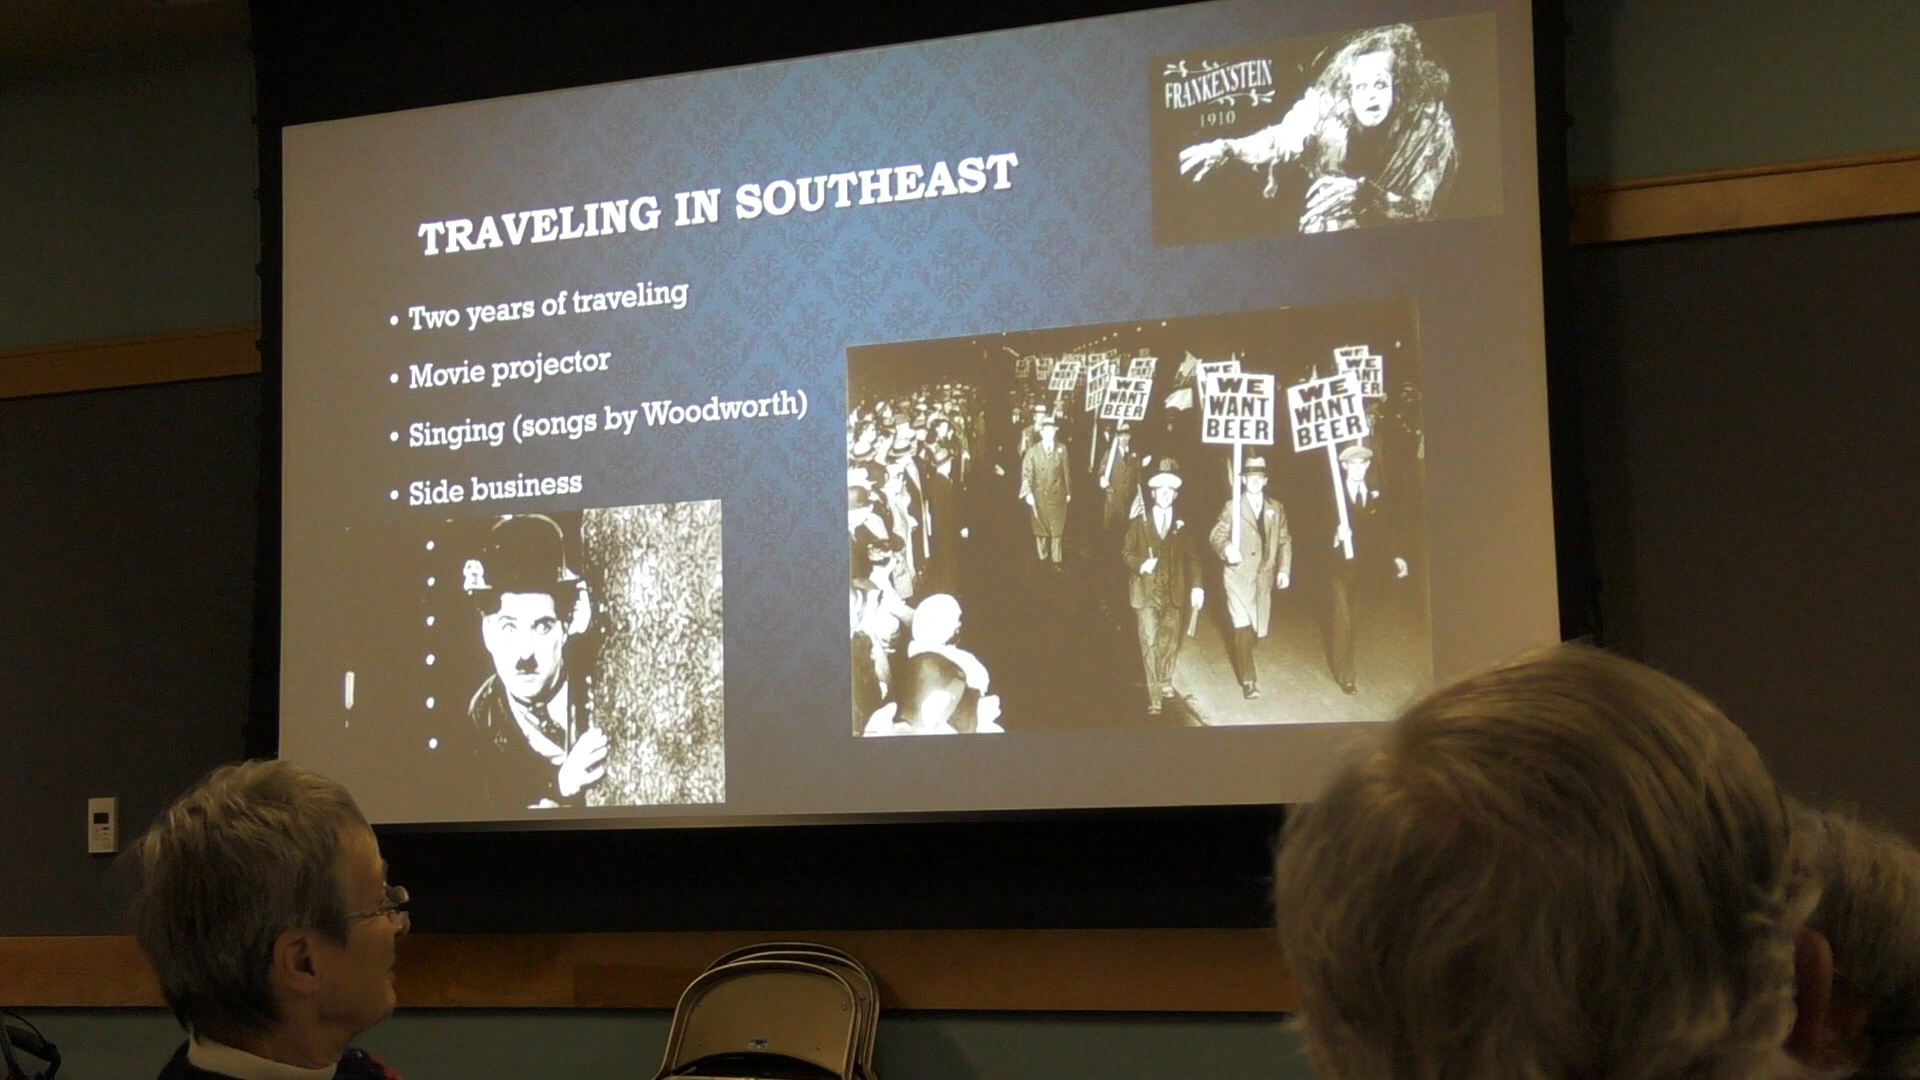 FRANKENSTEIN
1910
TRAVELING IN SOUTHEAST
• Two years of traveling
• Movie projector
• Singing (songs by Woodworth)
• Side business
WE
WANT
BEER
WE
WANT
BEER
WE
WANT
BEER